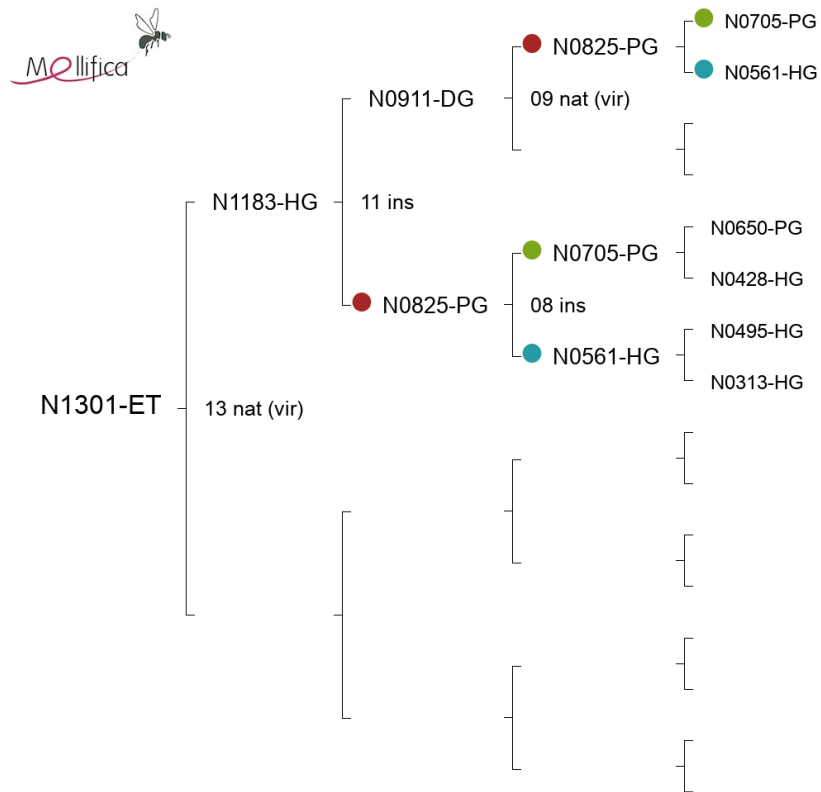 Mellifica
N0705-PG
N0825-PG
N0561-HG
N0911-DG
09 nat (vir)
N1183-HG
11 ins
N0650-PG
N0705-PG
N0428-HG
N0825-PG
08 ins
N0495-HG
N0561-HG
N0313-HG
N1301-ET
13 nat (vir)